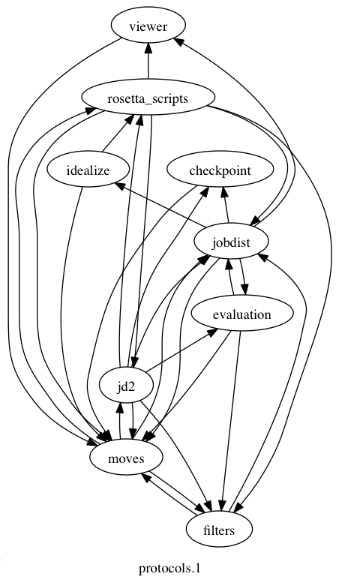 viewer
rosetta_scripts
idealize
checkpoint
jobdist
evaluation
jd2
moves
filters
protocols.1